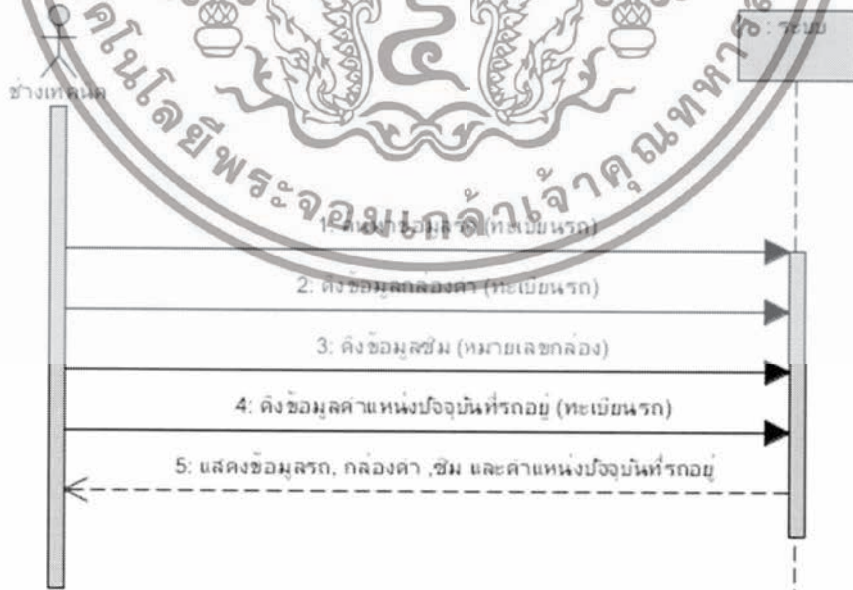 ช่างเทคนิค
: ระบบ
คโนโลยีพระจอมเกล้าเจ้าคุณทหาร
1: ค้นหาข้อมูลรถ (ทะเบียนรถ)
2: ดึงข้อมูลกล่องดำ (ทะเบียนรถ)
3: ดึงข้อมูลซิม (หมายเลขกล่อง)
4: ดึงข้อมูลตำแหน่งปัจจุบันที่รถอยู่ (ทะเบียนรถ)
5: แสดงข้อมูลรถ, กล่องดำ ,ซิม และตำแหน่งปัจจุบันที่รถอยู่